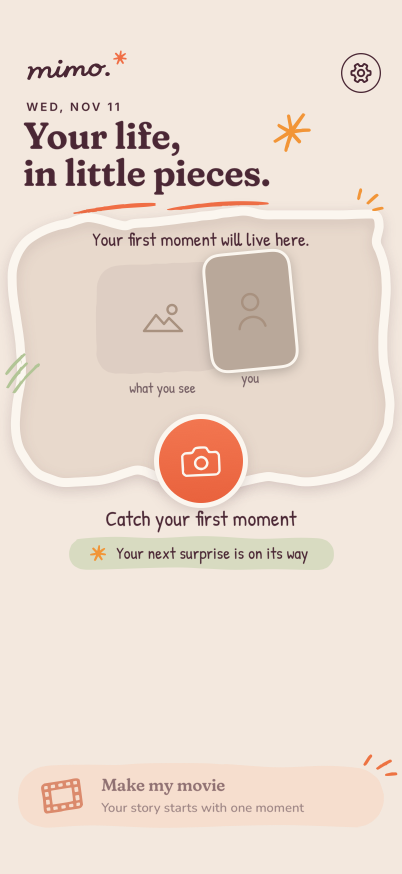 mimo.
WED, NOV 11
Your life,
in little pieces.
Your first moment will live here.
what you see
you
Catch your first moment
Your next surprise is on its way
Make my movie
Your story starts with one moment